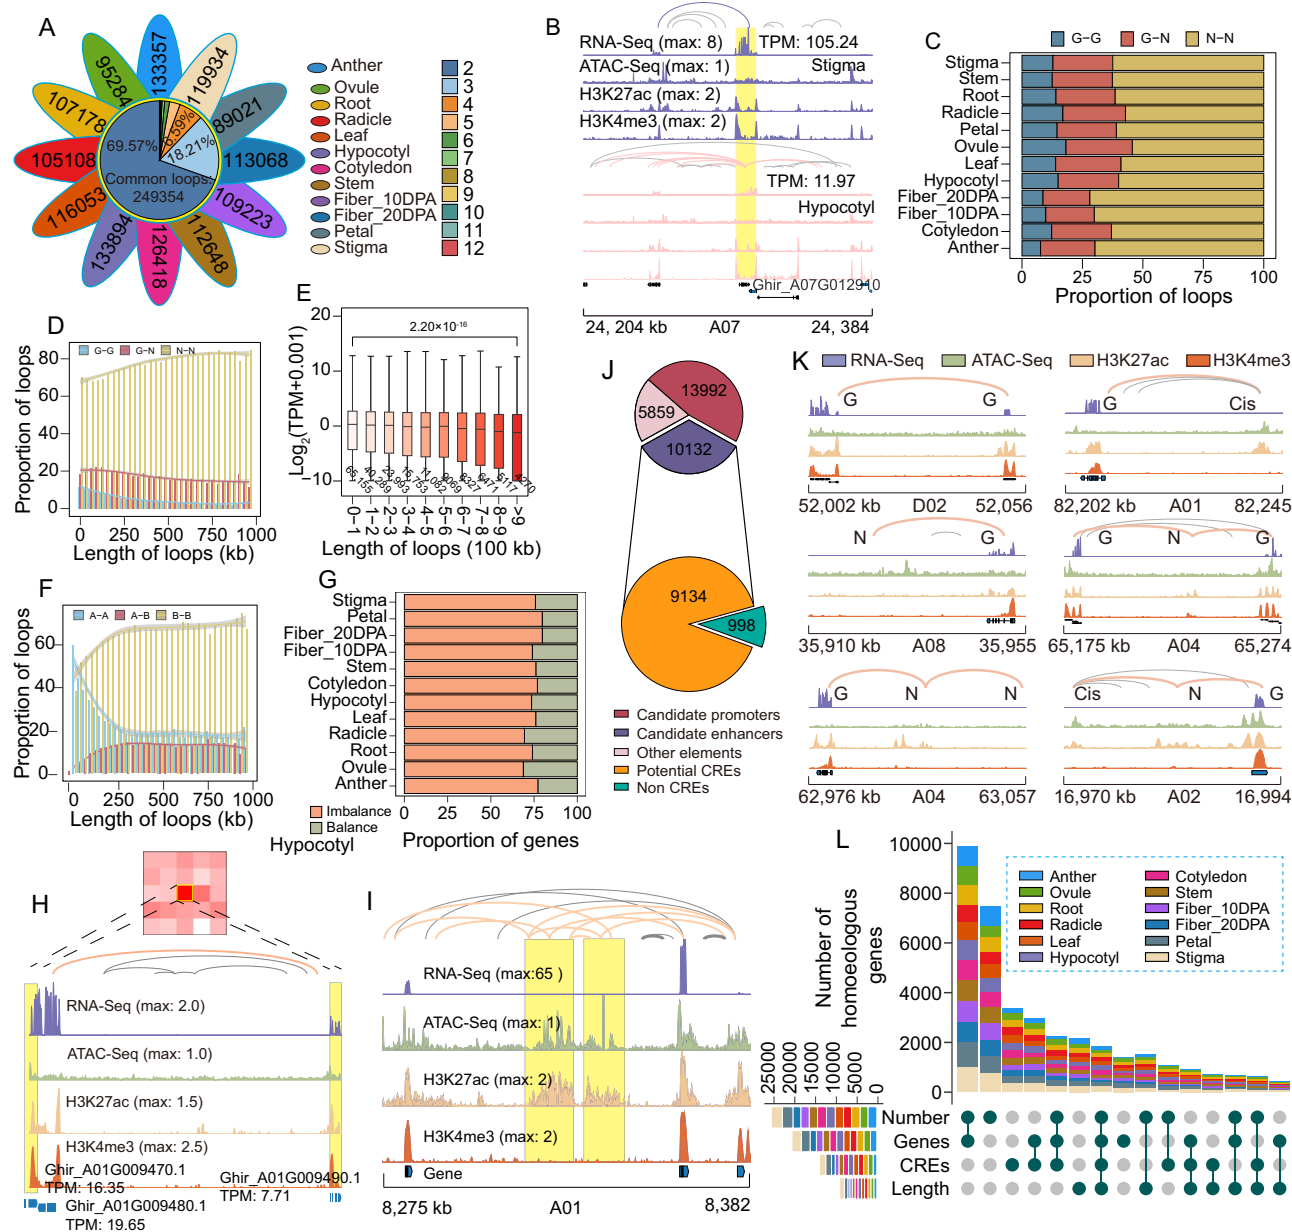 A
133357
119934
89021
113068
109223
112648
126418
133894
116053
105108
107178
95284
69.57%
18.21%
6.59%
Common loops:
249354
Anther
Ovule
Root
Radicle
Leaf
Hypocotyl
Cotyledon
Stem
Fiber_10DPA
Fiber_20DPA
Petal
Stigma
2
3
4
5
6
7
8
9
10
11
12
B
RNA-Seq (max: 8)
TPM: 105.24
ATAC-Seq (max: 1)
Stigma
H3K27ac (max: 2)
H3K4me3 (max: 2)
TPM: 11.97
Hypocotyl
Ghir_A07G012910
24, 204 kb
A07
24, 384
C
G−G
G−N
N−N
Stigma
Stem
Root
Radicle
Petal
Ovule
Leaf
Hypocotyl
Fiber_20DPA
Fiber_10DPA
Cotyledon
Anther
0
25
50
75
100
Proportion of loops
D
G−G
G−N
N−N
Proportion of loops
80
60
40
20
0
0
250
500
750
1000
Length of loops (kb)
E
20
10
0
−10
Log2(TPM+0.001)
2.20×10-16
65,155
40,289
15,753
11,082
8327
6471
5117
4270
0−1
1−2
2−3
3−4
4−5
5−6
6−7
7−8
8−9
>9
Length of loops (100 kb)
F
A−A
A−B
B−B
Proportion of loops
60
40
20
0
0
250
500
750
1000
Length of loops (kb)
G
Stigma
Petal
Fiber_20DPA
Fiber_10DPA
Stem
Cotyledon
Hypocotyl
Leaf
Radicle
Root
Ovule
Anther
0
25
50
75
100
Imbalance
Balance
Proportion of genes
H
Hypocotyl
RNA-Seq (max: 2.0)
ATAC-Seq (max: 1.0)
H3K27ac (max: 1.5)
H3K4me3 (max: 2.5)
Ghir_A01G009470.1
TPM: 16.35
Ghir_A01G009490.1
TPM: 7.71
Ghir_A01G009480.1
TPM: 19.65
I
RNA-Seq (max:65 )
ATAC-Seq (max: 1)
H3K27ac (max: 2)
H3K4me3 (max: 2)
Gene
8,275 kb
A01
8,382
J
13992
5859
10132
9134
998
Candidate promoters
Candidate enhancers
Other elements
Potential CREs
Non CREs
K
RNA-Seq
ATAC-Seq
H3K27ac
H3K4me3
G
G
52,002 kb
D02
52,056
G
Cis
82,202 kb
A01
82,245
N
G
35,910 kb
A08
35,955
G
N
G
65,175 kb
A04
65,274
G
N
N
62,976 kb
A04
63,057
Cis
N
G
16,970 kb
A02
16,994
L
Number of
homoeologous
genes
10000
8000
6000
4000
2000
0
Anther
Ovule
Root
Radicle
Leaf
Hypocotyl
Cotyledon
Stem
Fiber_10DPA
Fiber_20DPA
Petal
Stigma
25000
20000
15000
10000
5000
0
Number
Genes
CREs
Length